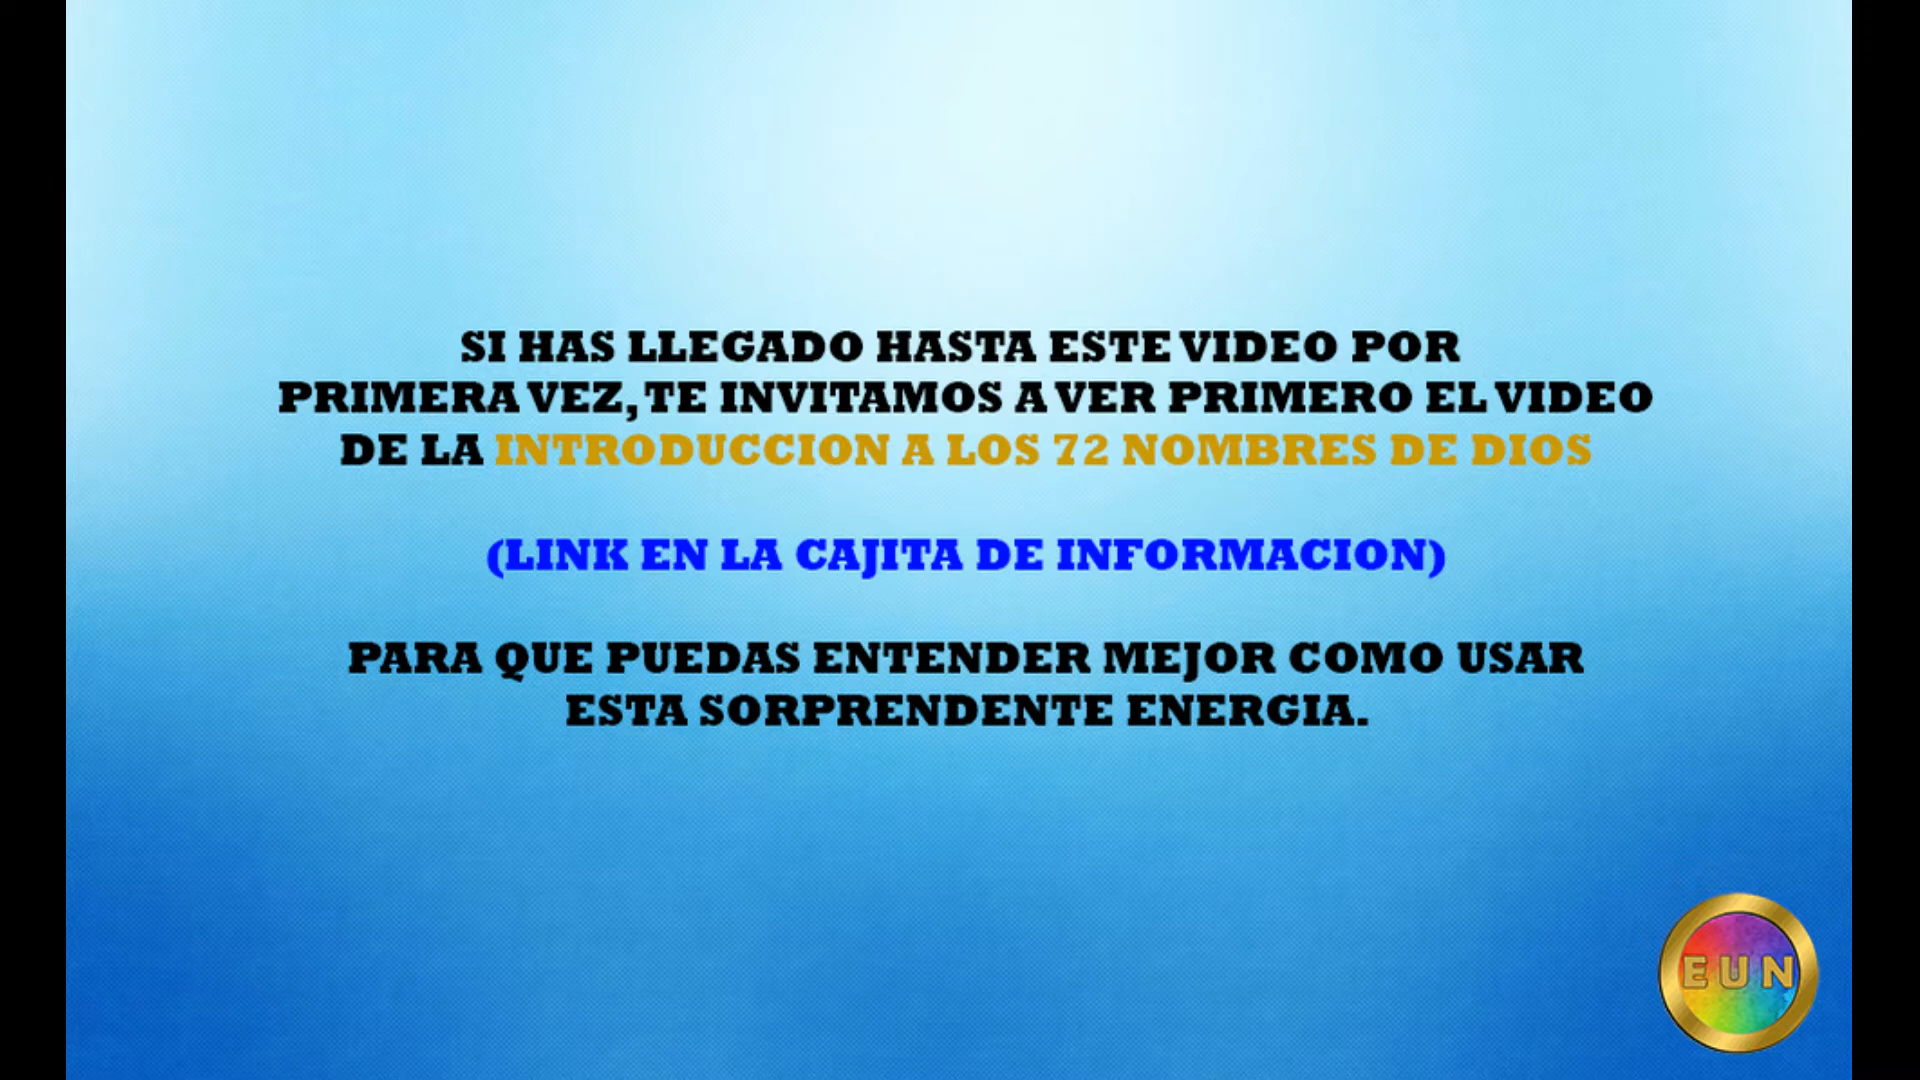 SI HAS LLEGADO HASTA ESTE VIDEO POR
PRIMERA VEZ, TE INVITAMOS A VER PRIMERO EL VIDEO
DE LA INTRODUCCION A LOS 72 NOMBRES DE DIOS
(LINK EN LA CAJITA DE INFORMACION)
PARA QUE PUEDAS ENTENDER MEJOR COMO USAR
ESTA SORPRENDENTE ENERGIA.
EUN